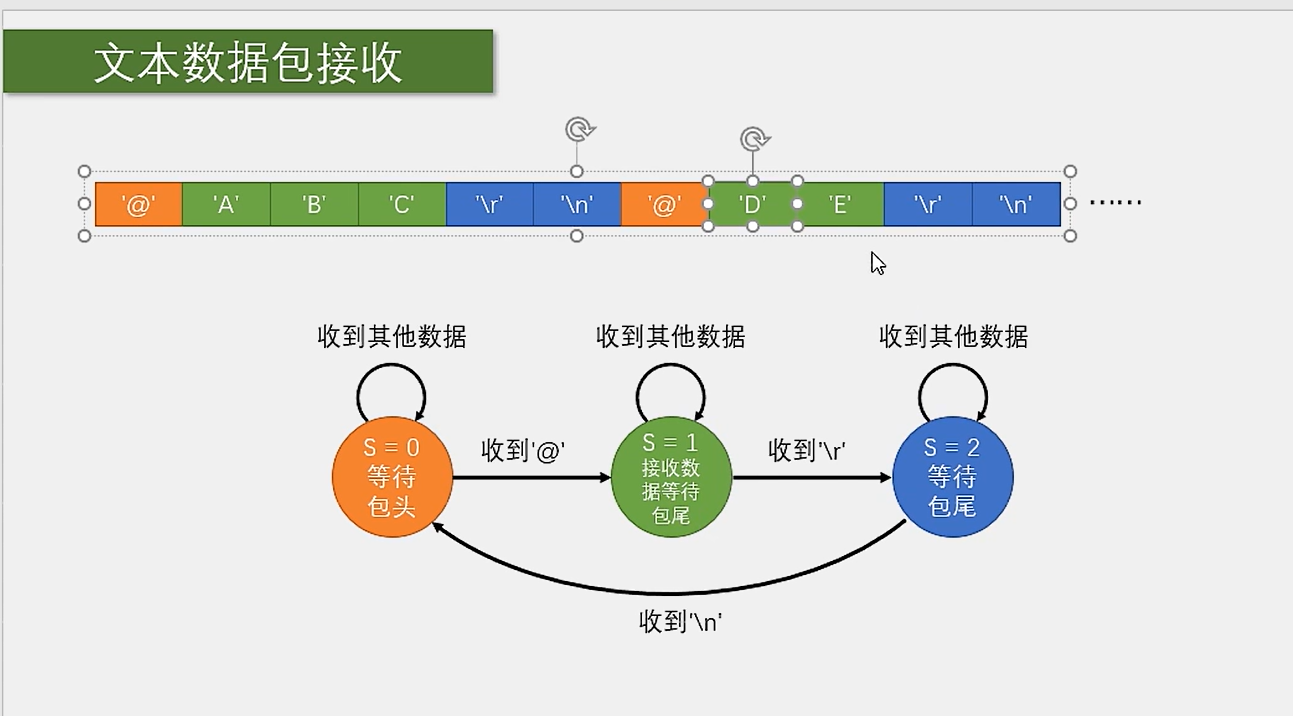 文本数据包接收
'@' 'A' 'B' 'C' '\r' '\n' '@' 'D' 'E' '\r' '\n' ······
收到其他数据 收到其他数据 收到其他数据
S = 0
等待
包头
收到'@'
S = 1
接收数
据等待
包尾
收到'\r'
S = 2
等待
包尾
收到'\n'